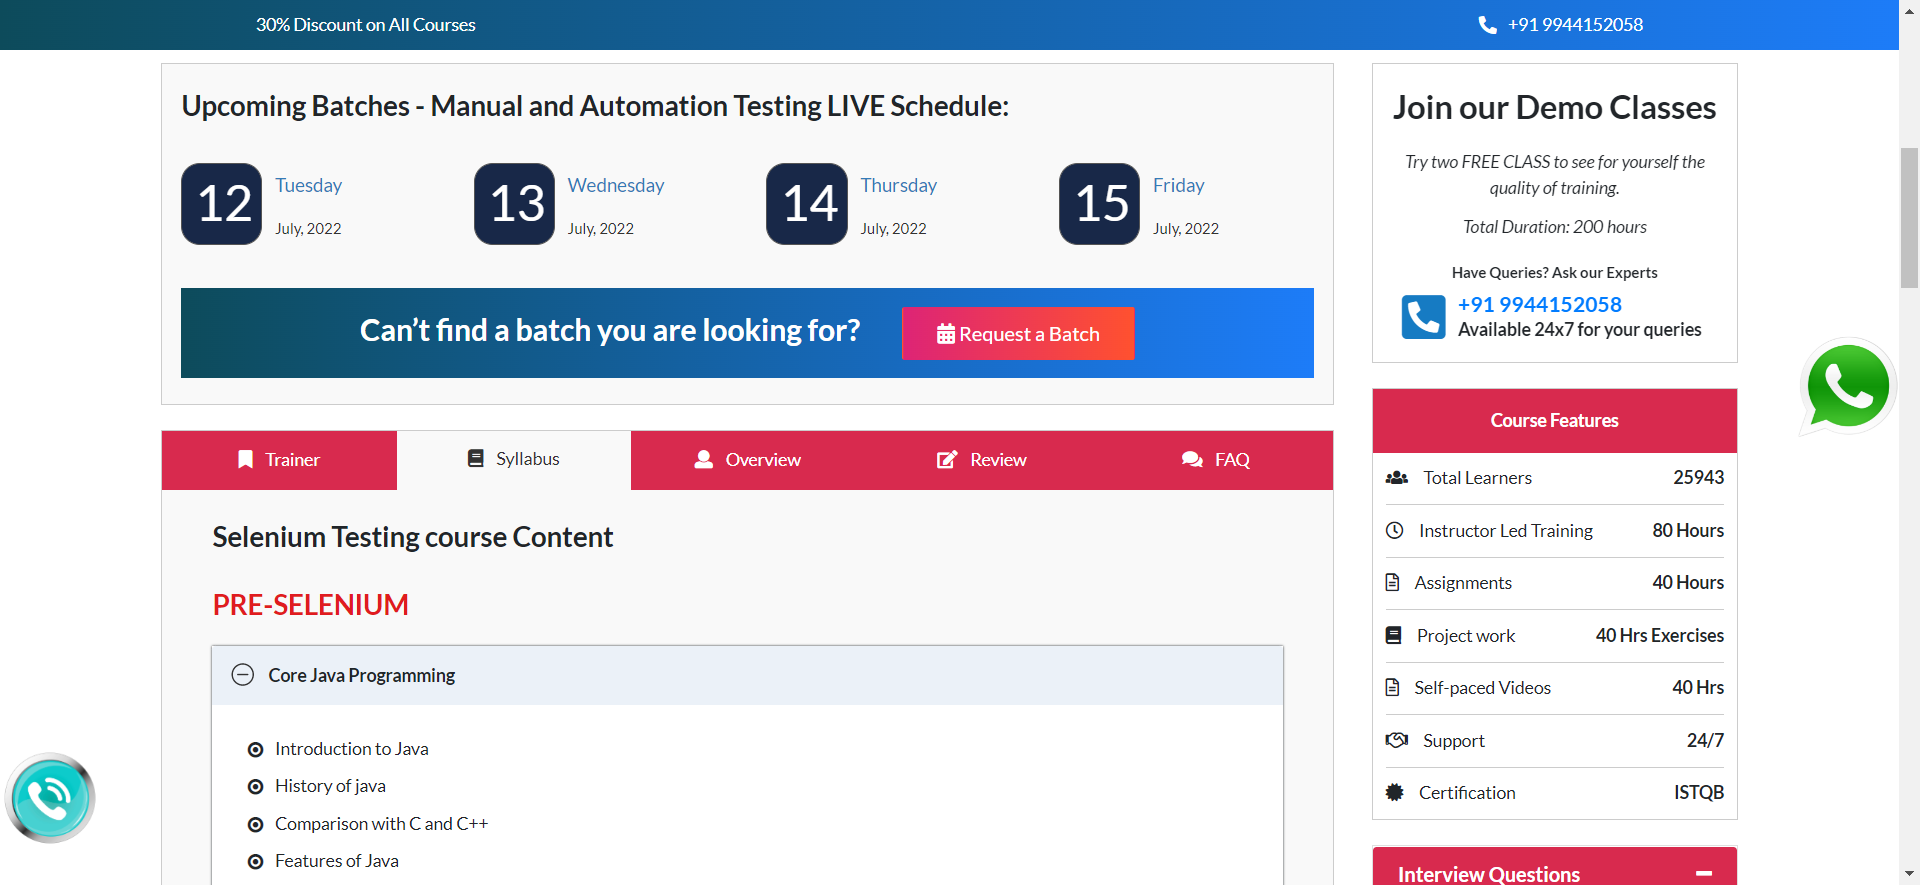 30% Discount on All Courses
+91 9944152058
Upcoming Batches - Manual and Automation Testing LIVE Schedule:
12
Tuesday
July, 2022
13
Wednesday
July, 2022
14
Thursday
July, 2022
15
Friday
July, 2022
Can’t find a batch you are looking for?
Request a Batch
Trainer
Syllabus
Overview
Review
FAQ
Selenium Testing course Content
PRE-SELENIUM
Core Java Programming
Introduction to Java
History of java
Comparison with C and C++
Features of Java
Join our Demo Classes
Try two FREE CLASS to see for yourself the
quality of training.
Total Duration: 200 hours
Have Queries? Ask our Experts
+91 9944152058
Available 24x7 for your queries
Course Features
Total Learners 25943
Instructor Led Training 80 Hours
Assignments 40 Hours
Project work 40 Hrs Exercises
Self-paced Videos 40 Hrs
Support 24/7
Certification ISTQB
Interview Questions